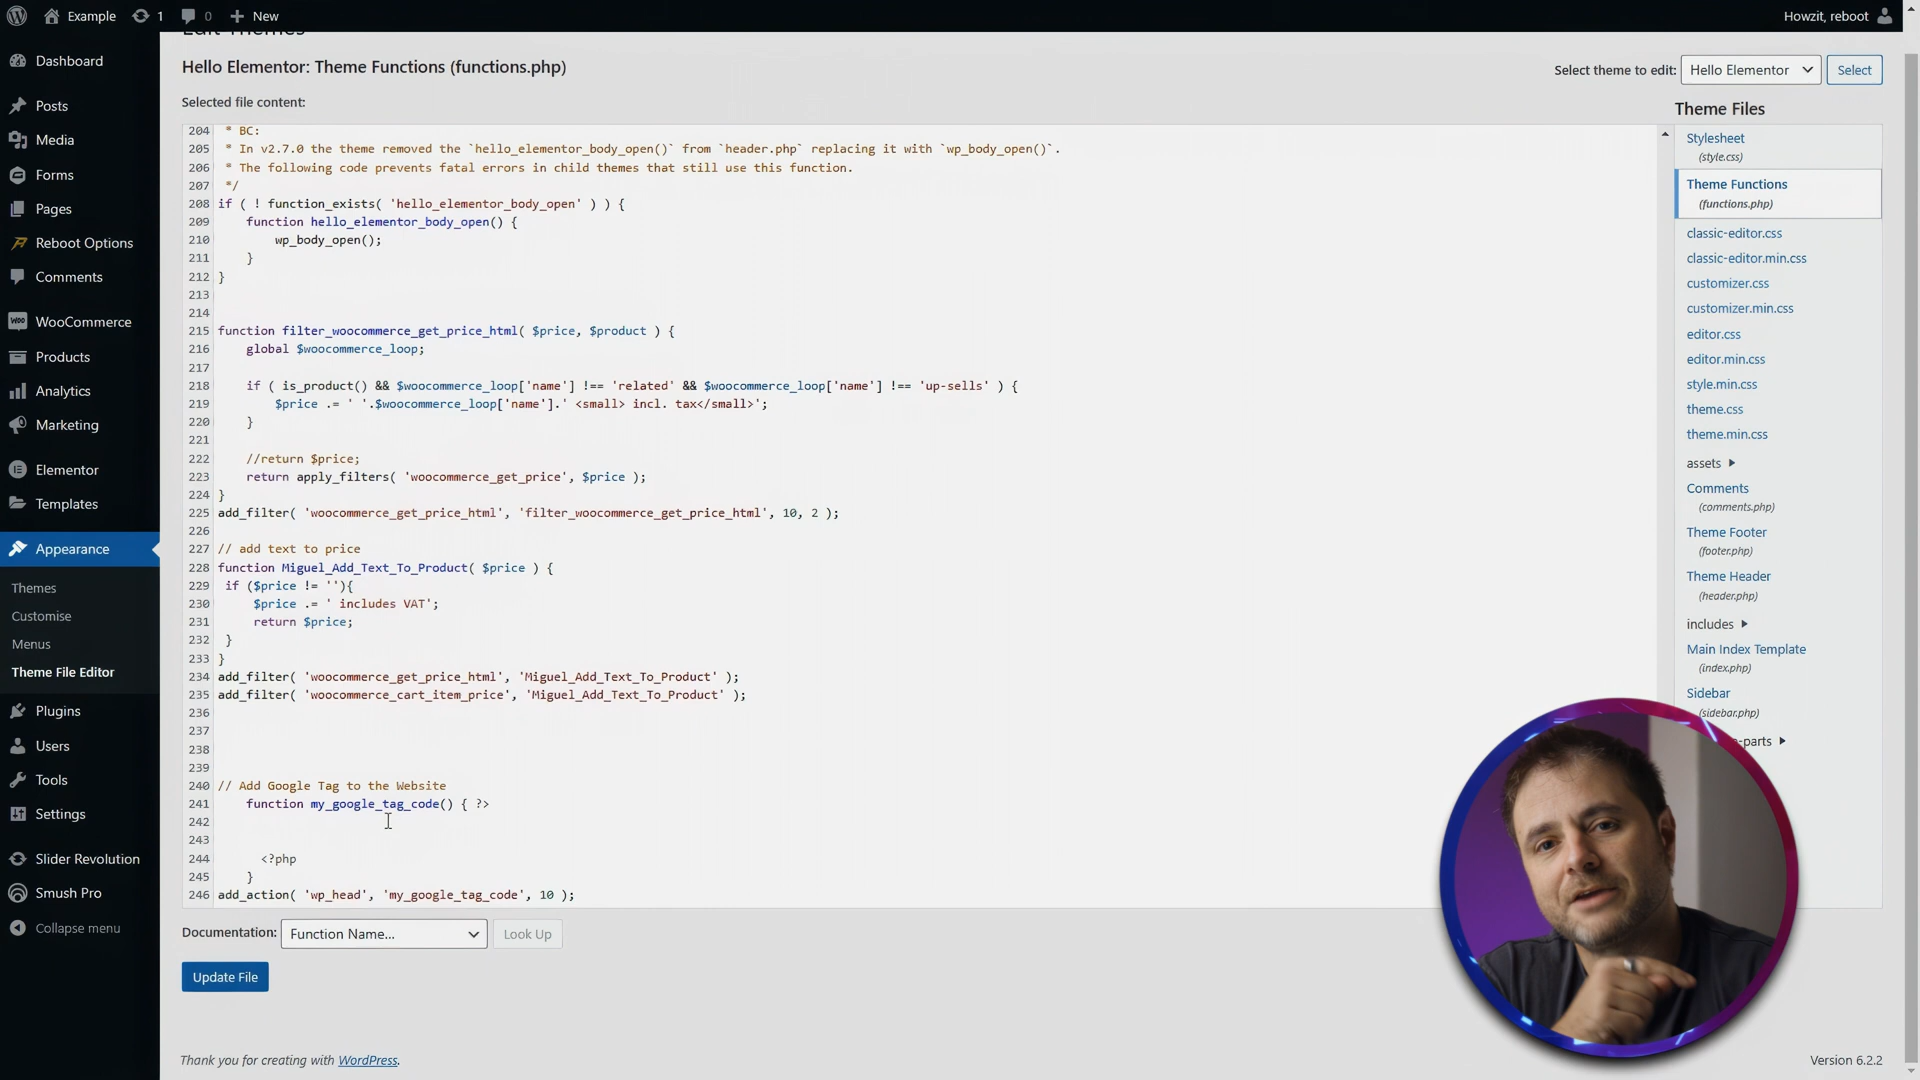 Example
1
0
New
Howzit, reboot
Dashboard
Posts
Media
Forms
Pages
Reboot Options
Comments
WooCommerce
Products
Analytics
Marketing
Elementor
Templates
Appearance
Themes
Customise
Menus
Theme File Editor
Plugins
Users
Tools
Settings
Slider Revolution
Smush Pro
Collapse menu
Edit Themes
Hello Elementor: Theme Functions (functions.php)
Select theme to edit:
Hello Elementor
Select
Selected file content:
204 * BC:
205 * In v2.7.0 the theme removed the `hello_elementor_body_open()` from `header.php` replacing it with `wp_body_open()`.
206 * The following code prevents fatal errors in child themes that still use this function.
207 */
208 if ( ! function_exists( 'hello_elementor_body_open' ) ) {
209 function hello_elementor_body_open() {
210 wp_body_open();
211 }
212 }
213
214
215 function filter_woocommerce_get_price_html( $price, $product ) {
216 global $woocommerce_loop;
217
218 if ( is_product() && $woocommerce_loop['name'] !== 'related' && $woocommerce_loop['name'] !== 'up-sells' ) {
219 $price .= ' '.$woocommerce_loop['name'].' <small> incl. tax</small>';
220 }
221
222 //return $price;
223 return apply_filters( 'woocommerce_get_price', $price );
224 }
225 add_filter( 'woocommerce_get_price_html', 'filter_woocommerce_get_price_html', 10, 2 );
226
227 // add text to price
228 function Miguel_Add_Text_To_Product( $price ) {
229 if ($price != ''){
230 $price .= ' includes VAT';
231 return $price;
232 }
233 }
234 add_filter( 'woocommerce_get_price_html', 'Miguel_Add_Text_To_Product' );
235 add_filter( 'woocommerce_cart_item_price', 'Miguel_Add_Text_To_Product' );
236
237
238
239
240 // Add Google Tag to the Website
241 function my_google_tag_code() { ?>
242
243
244 <?php
245 }
246 add_action( 'wp_head', 'my_google_tag_code', 10 );
Theme Files
Stylesheet
(style.css)
Theme Functions
(functions.php)
classic-editor.css
classic-editor.min.css
customizer.css
customizer.min.css
editor.css
editor.min.css
style.min.css
theme.css
theme.min.css
assets
Comments
(comments.php)
Theme Footer
(footer.php)
Theme Header
(header.php)
includes
Main Index Template
(index.php)
Sidebar
(sidebar.php)
-parts
Documentation:
Function Name...
Look Up
Update File
Thank you for creating with WordPress.
Version 6.2.2